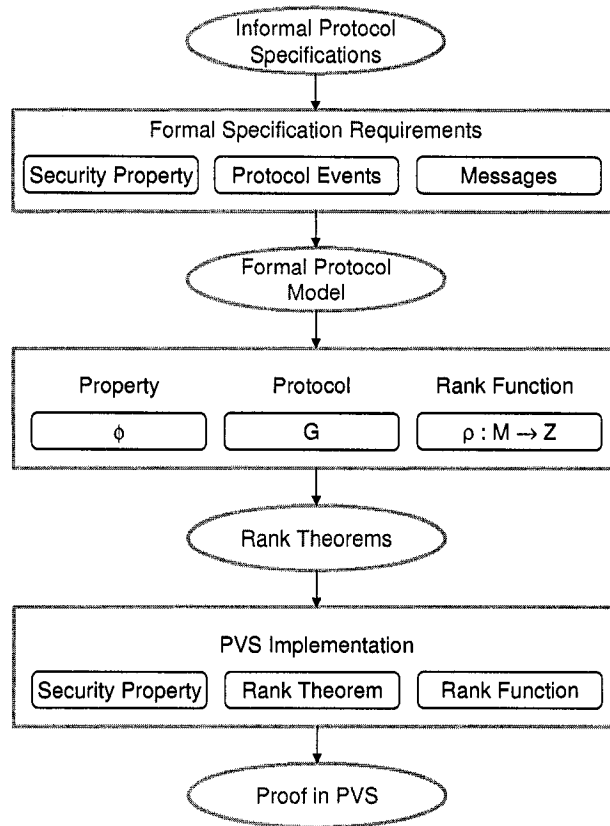 Informal Protocol
Specifications
Formal Specification Requirements
Security Property
Protocol Events
Messages
Formal Protocol
Model
Property
Protocol
Rank Function
ϕ
G
ρ : M → Z
Rank Theorems
PVS Implementation
Security Property
Rank Theorem
Rank Function
Proof in PVS